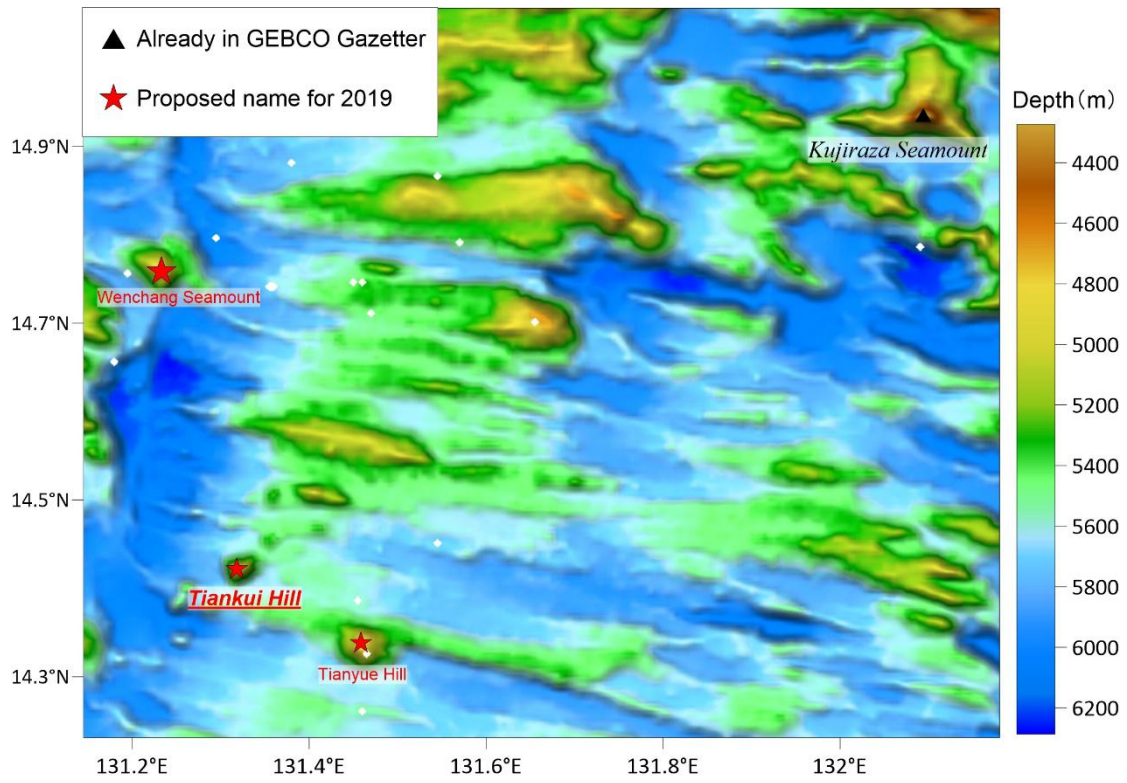 Already in GEBCO Gazetter
Proposed name for 2019
Depth(m)
4400
4600
4800
5000
5200
5400
5600
5800
6000
6200
14.9°N
14.7°N
14.5°N
14.3°N
Kujiraza Seamount
Wenchang Seamount
Tiankui Hill
Tianyue Hill
131.2°E
131.4°E
131.6°E
131.8°E
132°E